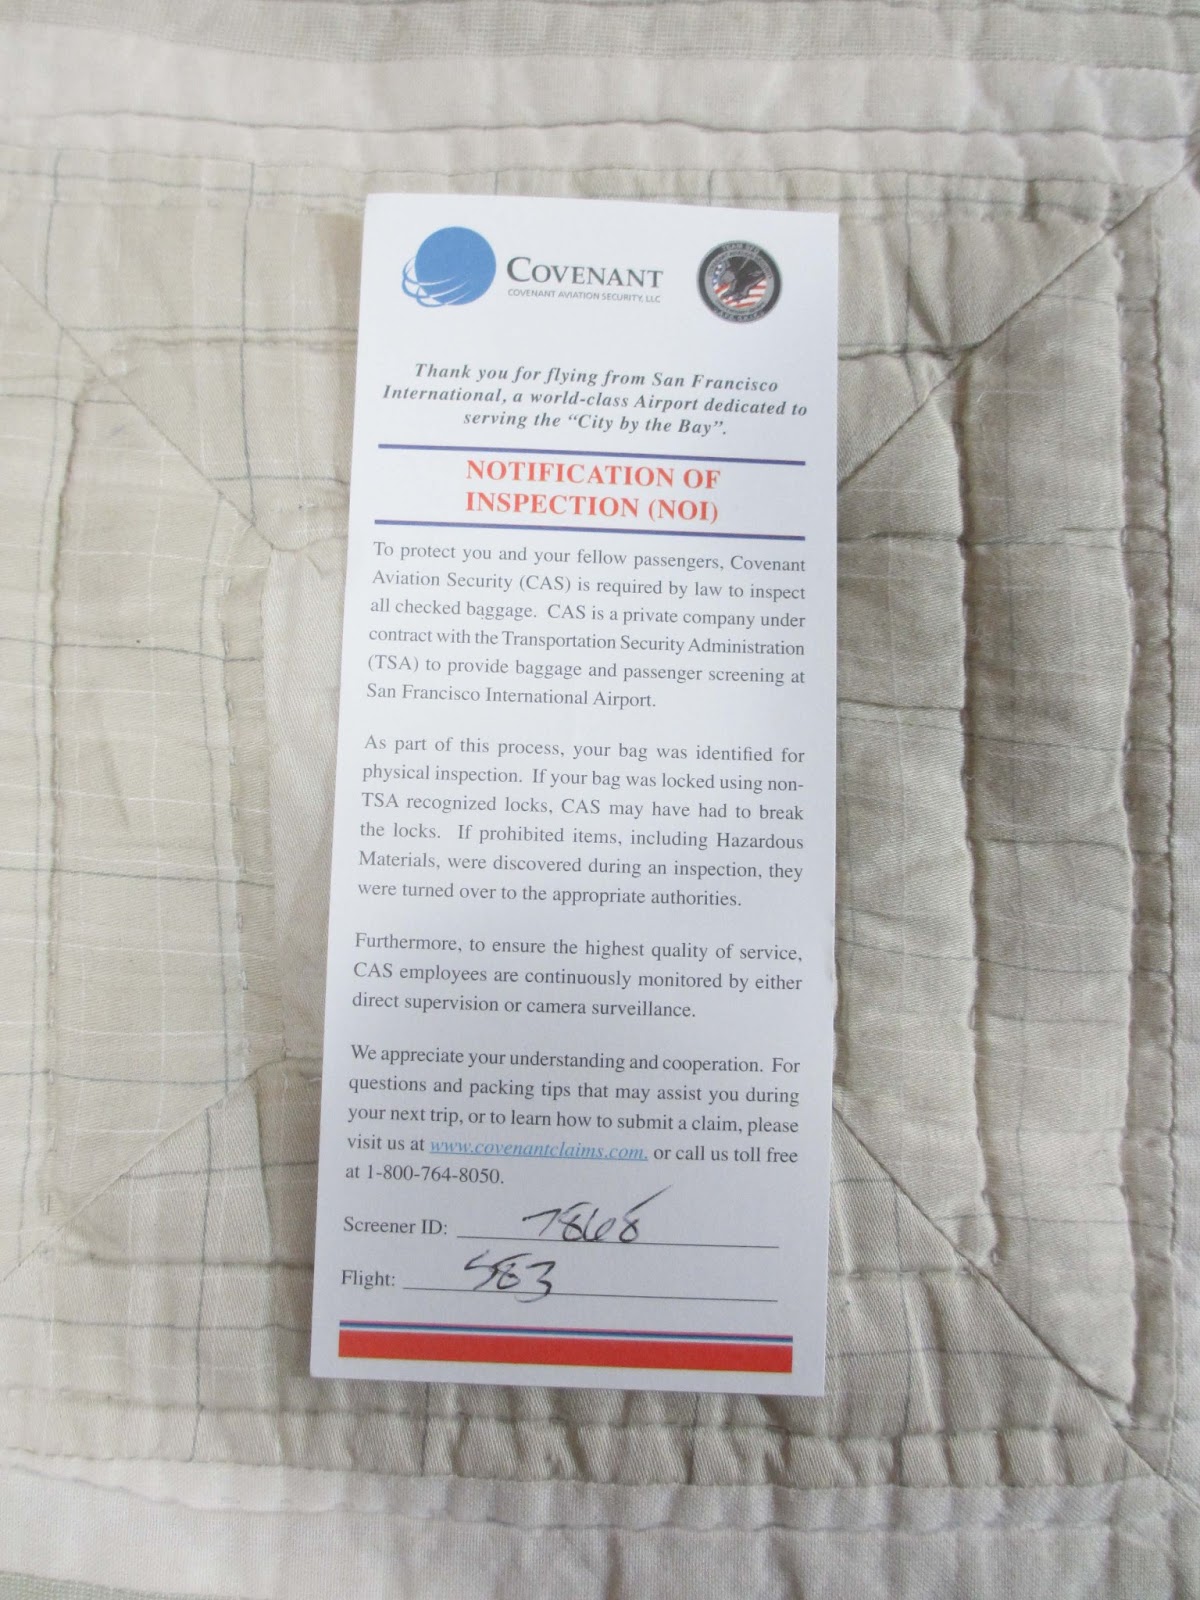 COVENANT
COVENANT AVIATION SECURITY, LLC
Thank you for flying from San Francisco
International, a world-class Airport dedicated to
serving the “City by the Bay”.
NOTIFICATION OF
INSPECTION (NOI)
To protect you and your fellow passengers, Covenant
Aviation Security (CAS) is required by law to inspect
all checked baggage. CAS is a private company under
contract with the Transportation Security Administration
(TSA) to provide baggage and passenger screening at
San Francisco International Airport.
As part of this process, your bag was identified for
physical inspection. If your bag was locked using non-
TSA recognized locks, CAS may have had to break
the locks. If prohibited items, including Hazardous
Materials, were discovered during an inspection, they
were turned over to the appropriate authorities.
Furthermore, to ensure the highest quality of service,
CAS employees are continuously monitored by either
direct supervision or camera surveillance.
We appreciate your understanding and cooperation. For
questions and packing tips that may assist you during
your next trip, or to learn how to submit a claim, please
visit us at www.covenantclaims.com, or call us toll free
at 1-800-764-8050.
Screener ID: 7868
Flight: 583